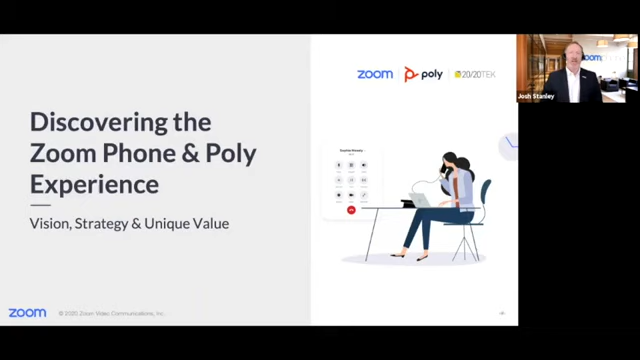 zoom poly 20/20TEK
Discovering the
Zoom Phone & Poly
Experience
Vision, Strategy & Unique Value
zoom © 2020 Zoom Video Communications, Inc.
Josh Stanley